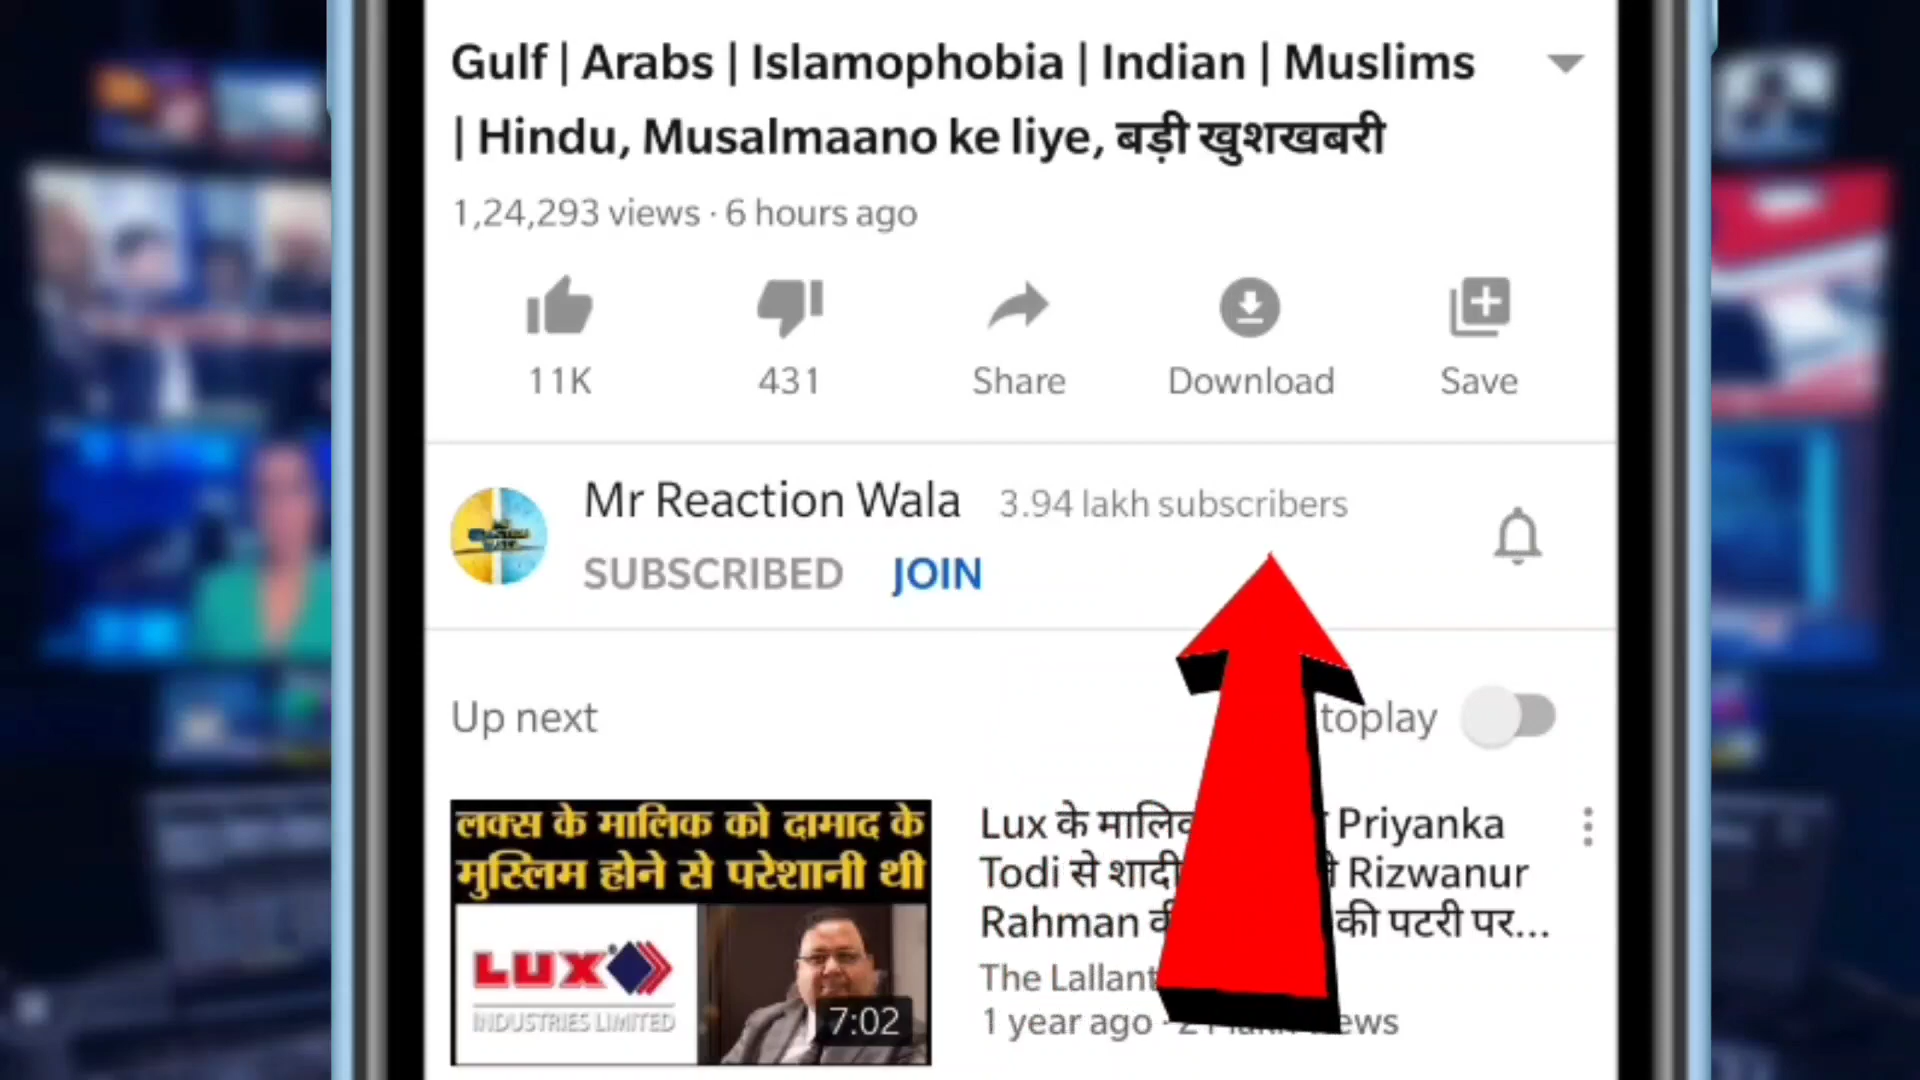 Gulf | Arabs | Islamophobia | Indian | Muslims
| Hindu, Musalmaano ke liye, बड़ी खुशखबरी
1,24,293 views · 6 hours ago
11K
431
Share
Download
Save
Mr Reaction Wala 3.94 lakh subscribers
SUBSCRIBED JOIN
Up next
toplay
लक्स के मालिक को दामाद के
मुस्लिम होने से परेशानी थी
LUX
INDUSTRIES LIMITED
7:02
Lux के Priyanka
Todi से शादी Rizwanur
Rahman की पटरी पर...
The Lallant
1 year ago